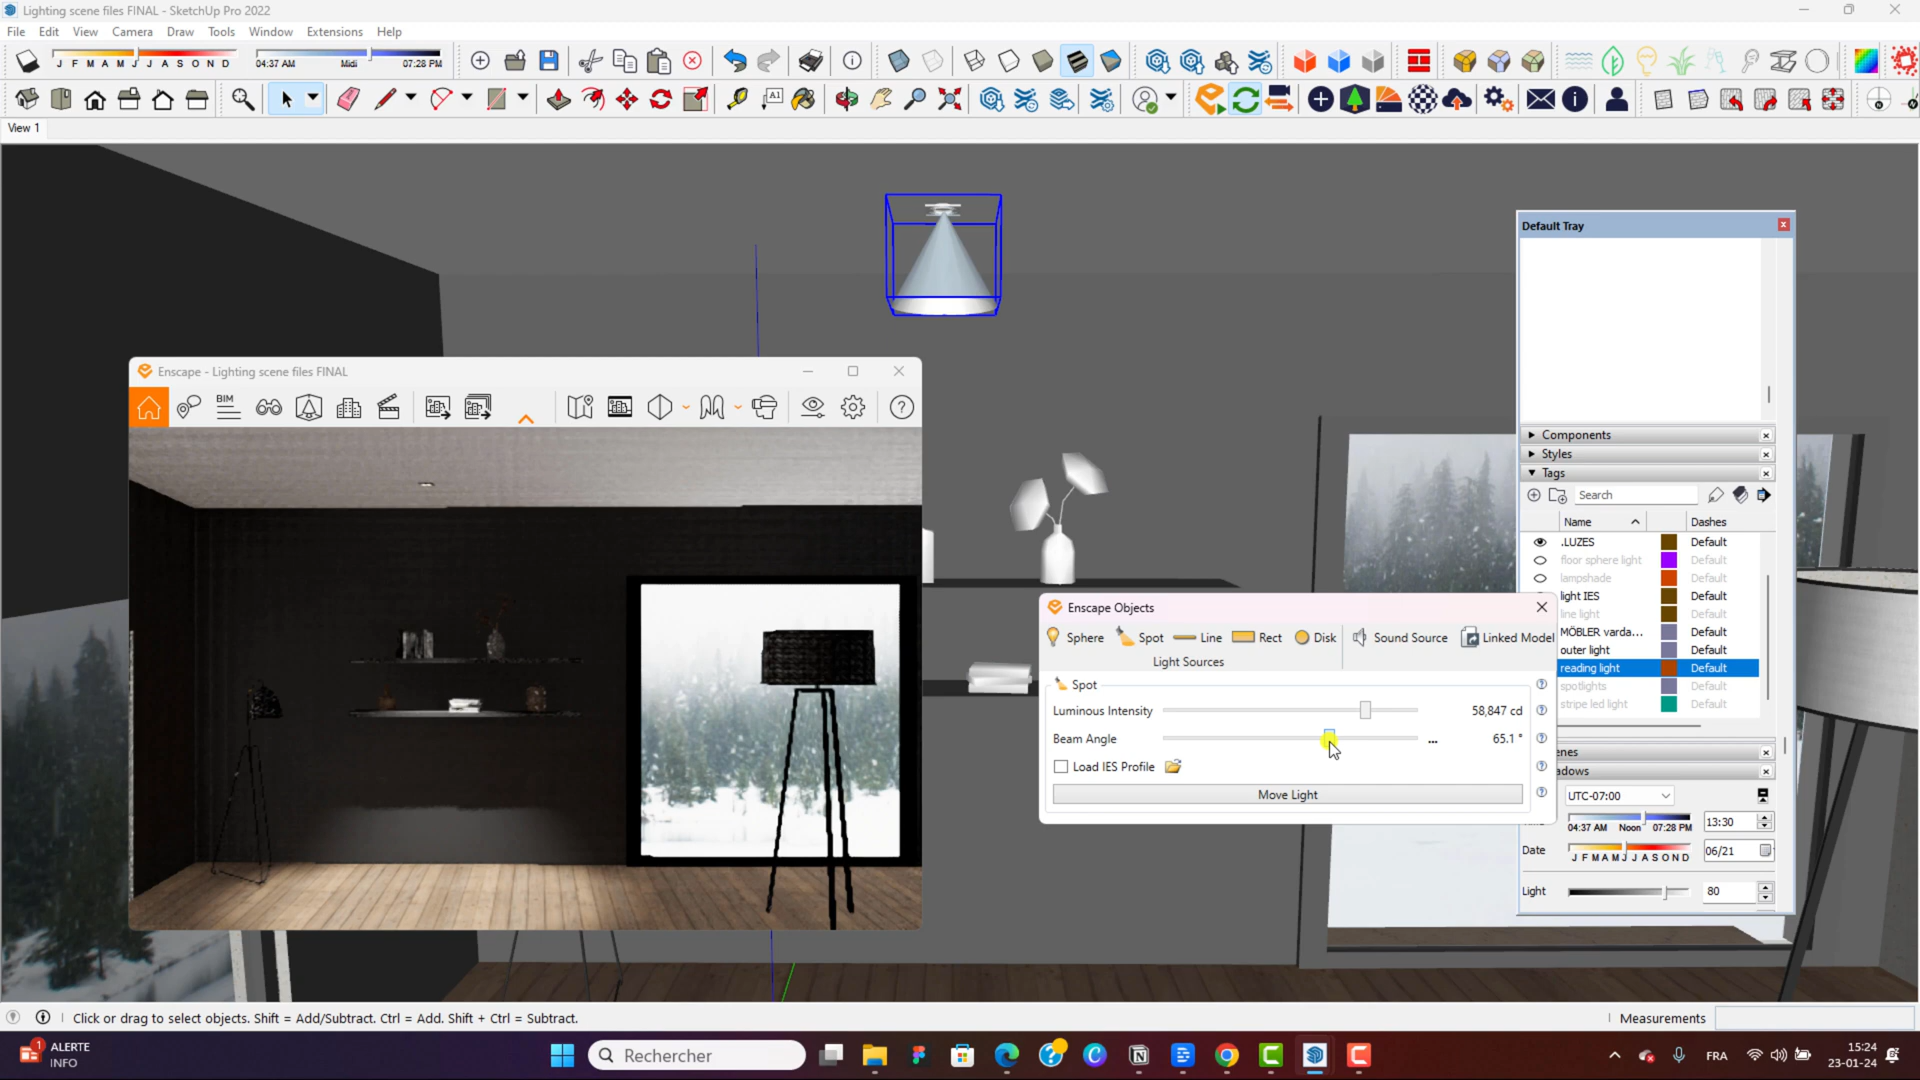 Lighting scene files FINAL - SketchUp Pro 2022
File Edit View Camera Draw Tools Window Extensions Help
J F M A M J J A S O N D
04:37 AM Midi 07:28 PM
View 1
Enscape - Lighting scene files FINAL
BIM
Enscape Objects
Sphere Spot Line Rect Disk Sound Source Linked Model
Light Sources
Spot
Luminous Intensity 58,847 cd
Beam Angle ... 65.1 °
Load IES Profile
Move Light
Default Tray
Components
Styles
Tags
Search
Name Dashes
.LUZES Default
floor sphere light Default
lampshade Default
light IES Default
line light Default
MÖBLER varda... Default
outer light Default
reading light Default
spotlights Default
stripe led light Default
enes
adows
UTC-07:00
04:37 AM Noon 07:28 PM 13:30
Date J F M A M J J A S O N D 06/21
Light 80
Click or drag to select objects. Shift = Add/Subtract. Ctrl = Add. Shift + Ctrl = Subtract.
Measurements
1 ALERTE
INFO
Rechercher
FRA
15:24
23-01-24